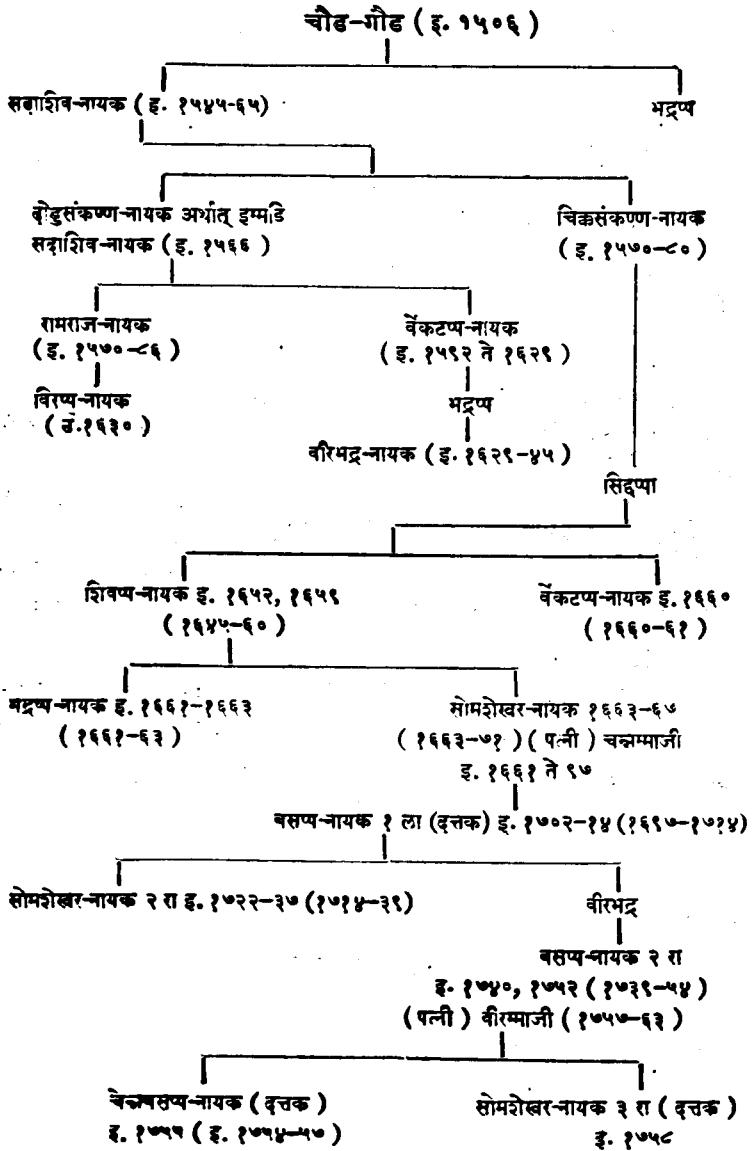 चौड-गौड ( इ. १५०६ )
सदाशिव-नायक ( इ. १५४५-६५)
भद्रप्प
दोड्डसंकण्ण-नायक अर्थात् इम्मडि
सदाशिव-नायक ( इ. १५६६ )
चिक्कसंकण्ण-नायक
( इ. १५७०-८० )
रामराज-नायक
( इ. १५७०-८६ )
वेंकटप्प-नायक
( इ. १५९२ ते १६२९ )
विरप्प-नायक
( उ.१६३० )
भद्रप्प
वीरभद्र-नायक ( इ. १६२९-४५ )
सिद्दप्पा
शिवप्प-नायक इ. १६५२, १६५९
( १६४५-६० )
वेंकटप्प-नायक इ. १६६०
( १६६०-६१ )
भद्रप्प-नायक इ. १६६१-१६६३
( १६६१-६३ )
सोमशेखर-नायक १६६३-६७
( १६६३-७१ ) ( पत्नी ) चन्नम्माजी
इ. १६६१ ते ९७
बसप्प-नायक १ ला (दत्तक) इ. १७०२-१४ (१६९७-१७१४)
सोमशेखर-नायक २ रा इ. १७२२-३७ (१७१४-३९)
वीरभद्र
बसप्प-नायक २ रा
इ. १७४०, १७५२ ( १७३९-५४ )
( पत्नी ) वीरम्माजी ( १७५७-६३ )
चेन्नबसप्प-नायक ( दत्तक )
इ. १७५५ ( इ. १७५४-५७ )
सोमशेखर-नायक ३ रा ( दत्तक )
इ. १७५८